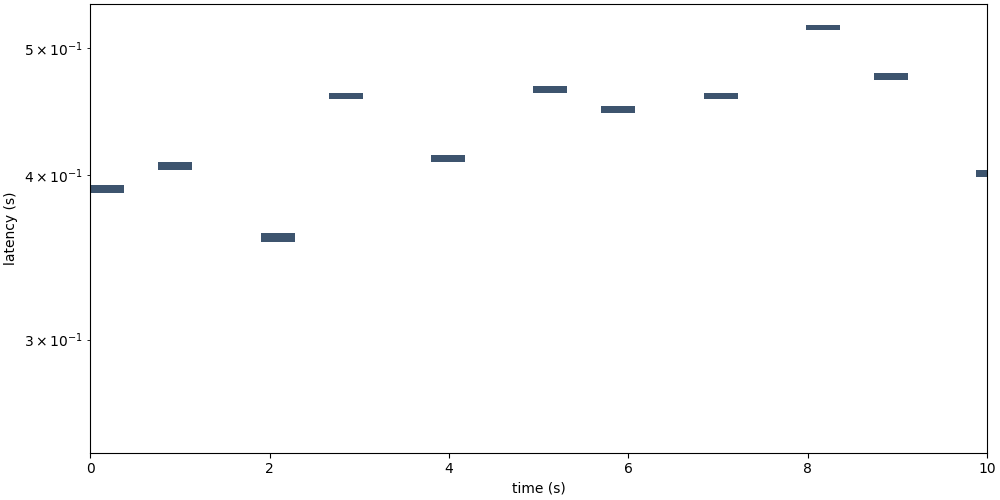 5 × 10⁻¹
4 × 10⁻¹
3 × 10⁻¹
latency (s)
0 2 4 6 8 10
time (s)